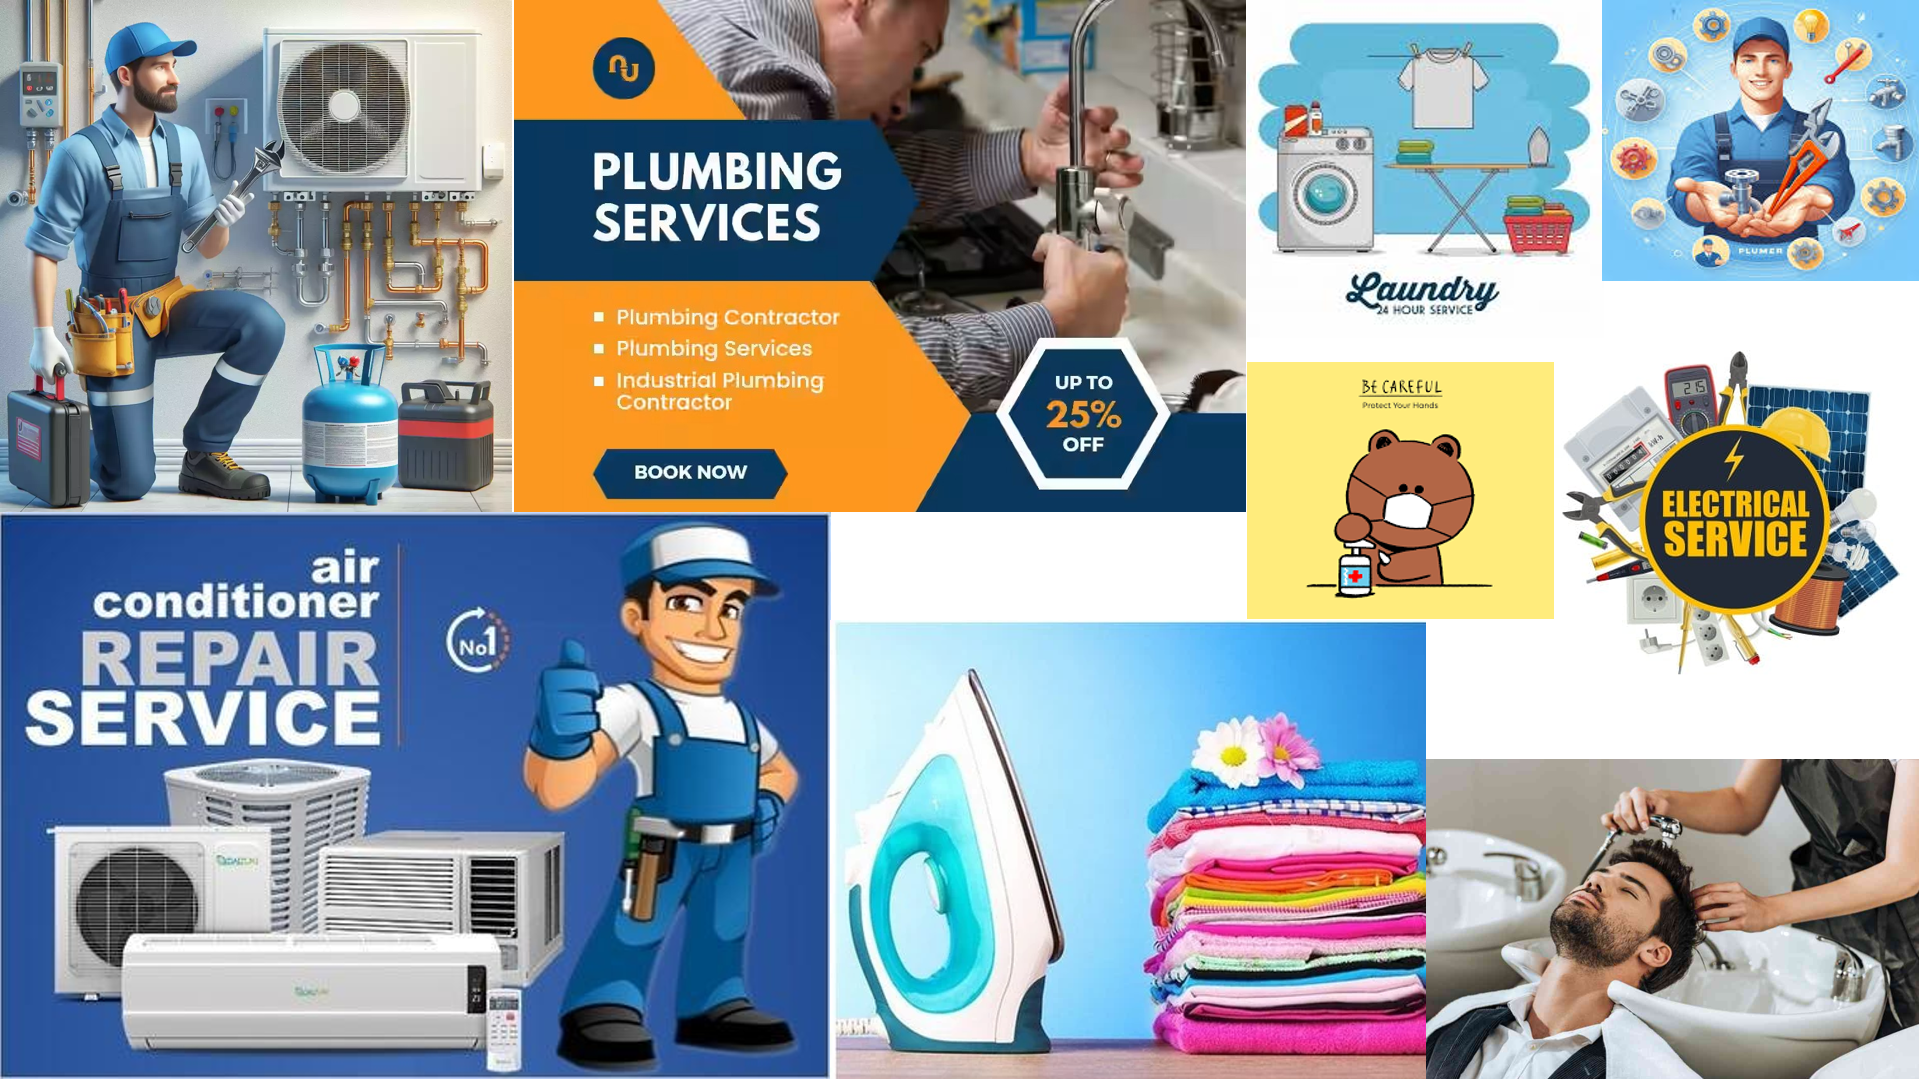 PLUMBING
SERVICES
Plumbing Contractor
Plumbing Services
Industrial Plumbing
Contractor
BOOK NOW
UP TO
25%
OFF
Laundry
24 HOUR SERVICE
PLUMER
BE CAREFUL
Protect Your Hands
215
ELECTRICAL
SERVICE
air
conditioner
REPAIR
SERVICE
No1